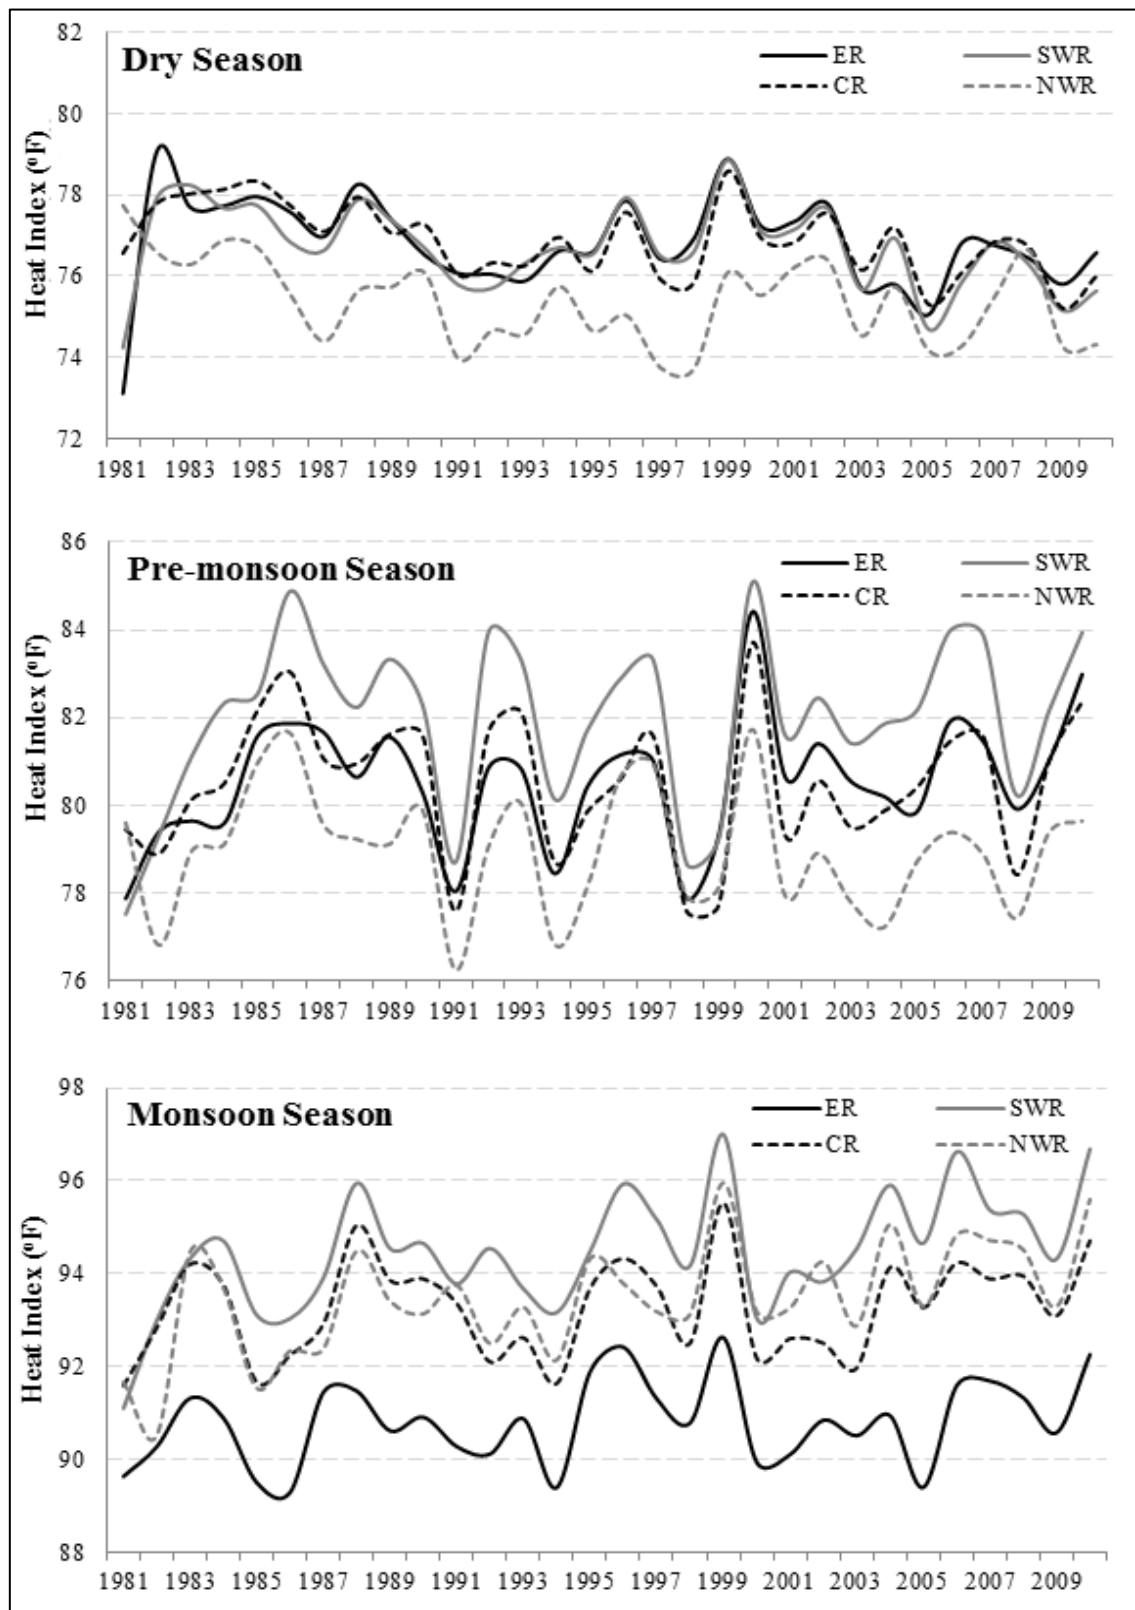 82
Dry Season
ER
SWR
CR
NWR
80
78
76
74
72
Heat Index (°F)
1981 1983 1985 1987 1989 1991 1993 1995 1997 1999 2001 2003 2005 2007 2009
86
Pre-monsoon Season
ER
SWR
CR
NWR
84
82
80
78
76
Heat Index (°F)
1981 1983 1985 1987 1989 1991 1993 1995 1997 1999 2001 2003 2005 2007 2009
98
Monsoon Season
ER
SWR
CR
NWR
96
94
92
90
88
Heat Index (°F)
1981 1983 1985 1987 1989 1991 1993 1995 1997 1999 2001 2003 2005 2007 2009